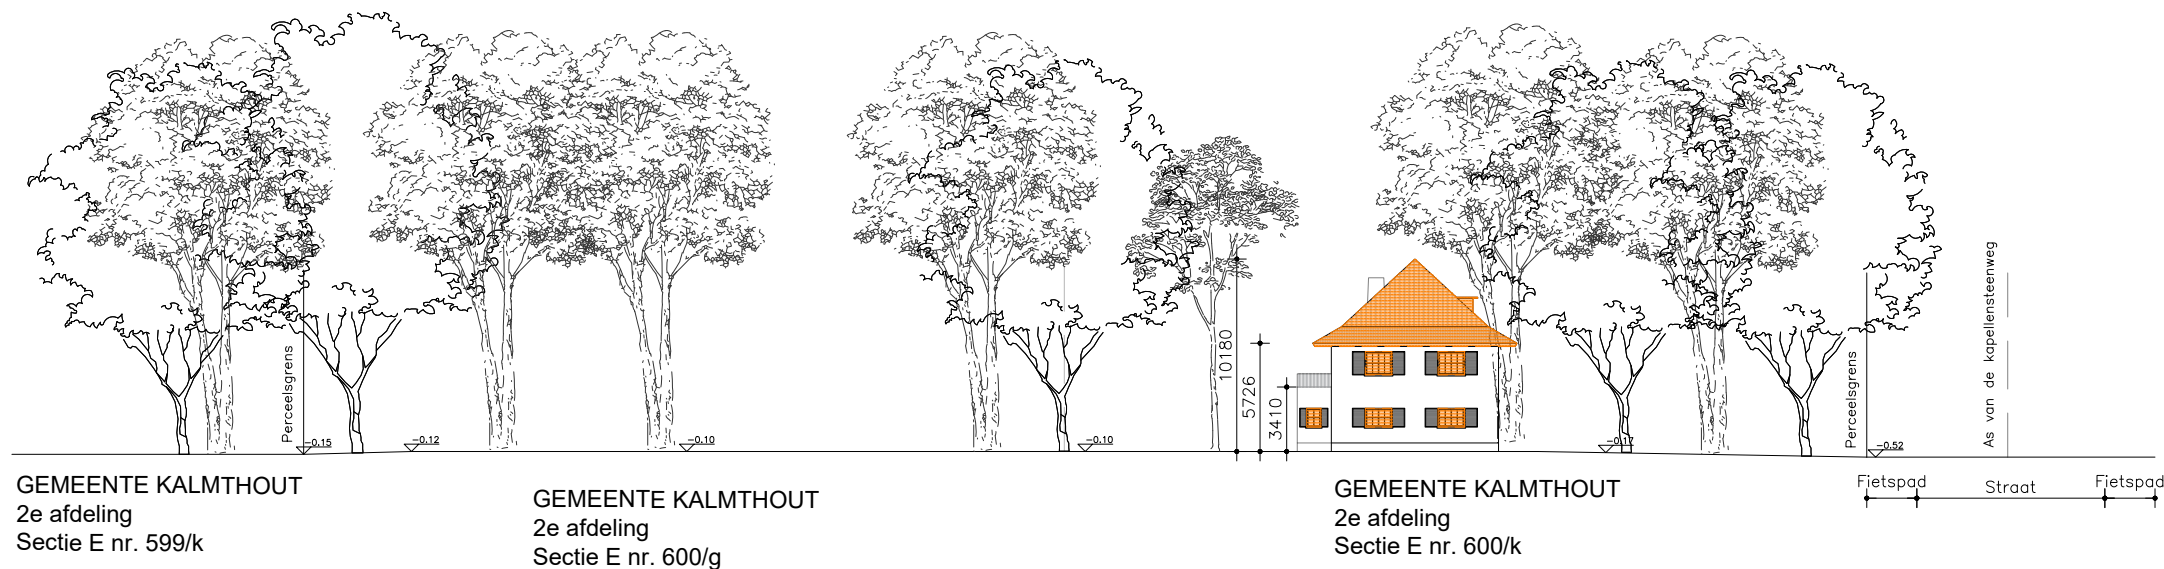 Perceelsgrens
-0.15
-0.12
-0.10
-0.10
10180
5726
3410
-0.17
Perceelsgrens
-0.52
As van de kapellensteenweg
Fietspad
Straat
Fietspad
GEMEENTE KALMTHOUT
2e afdeling
Sectie E nr. 599/k
GEMEENTE KALMTHOUT
2e afdeling
Sectie E nr. 600/g
GEMEENTE KALMTHOUT
2e afdeling
Sectie E nr. 600/k